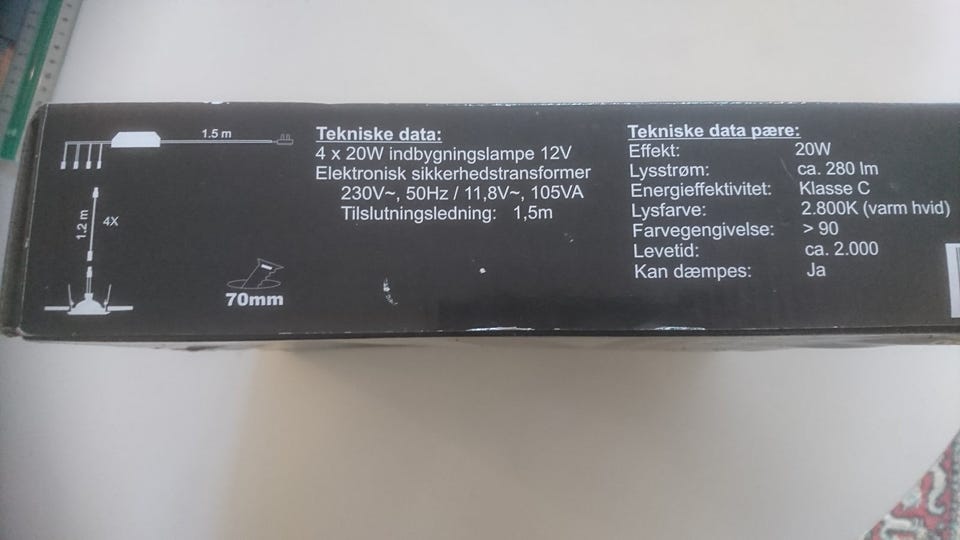 1.5 m
1.2 m
4X
70mm
Tekniske data:
4 x 20W indbygningslampe 12V
Elektronisk sikkerhedstransformer
230V~, 50Hz / 11,8V~, 105VA
Tilslutningsledning: 1,5m
Tekniske data pære:
Effekt: 20W
Lysstrøm: ca. 280 lm
Energieffektivitet: Klasse C
Lysfarve: 2.800K (varm hvid)
Farvegengivelse: > 90
Levetid: ca. 2.000
Kan dæmpes: Ja